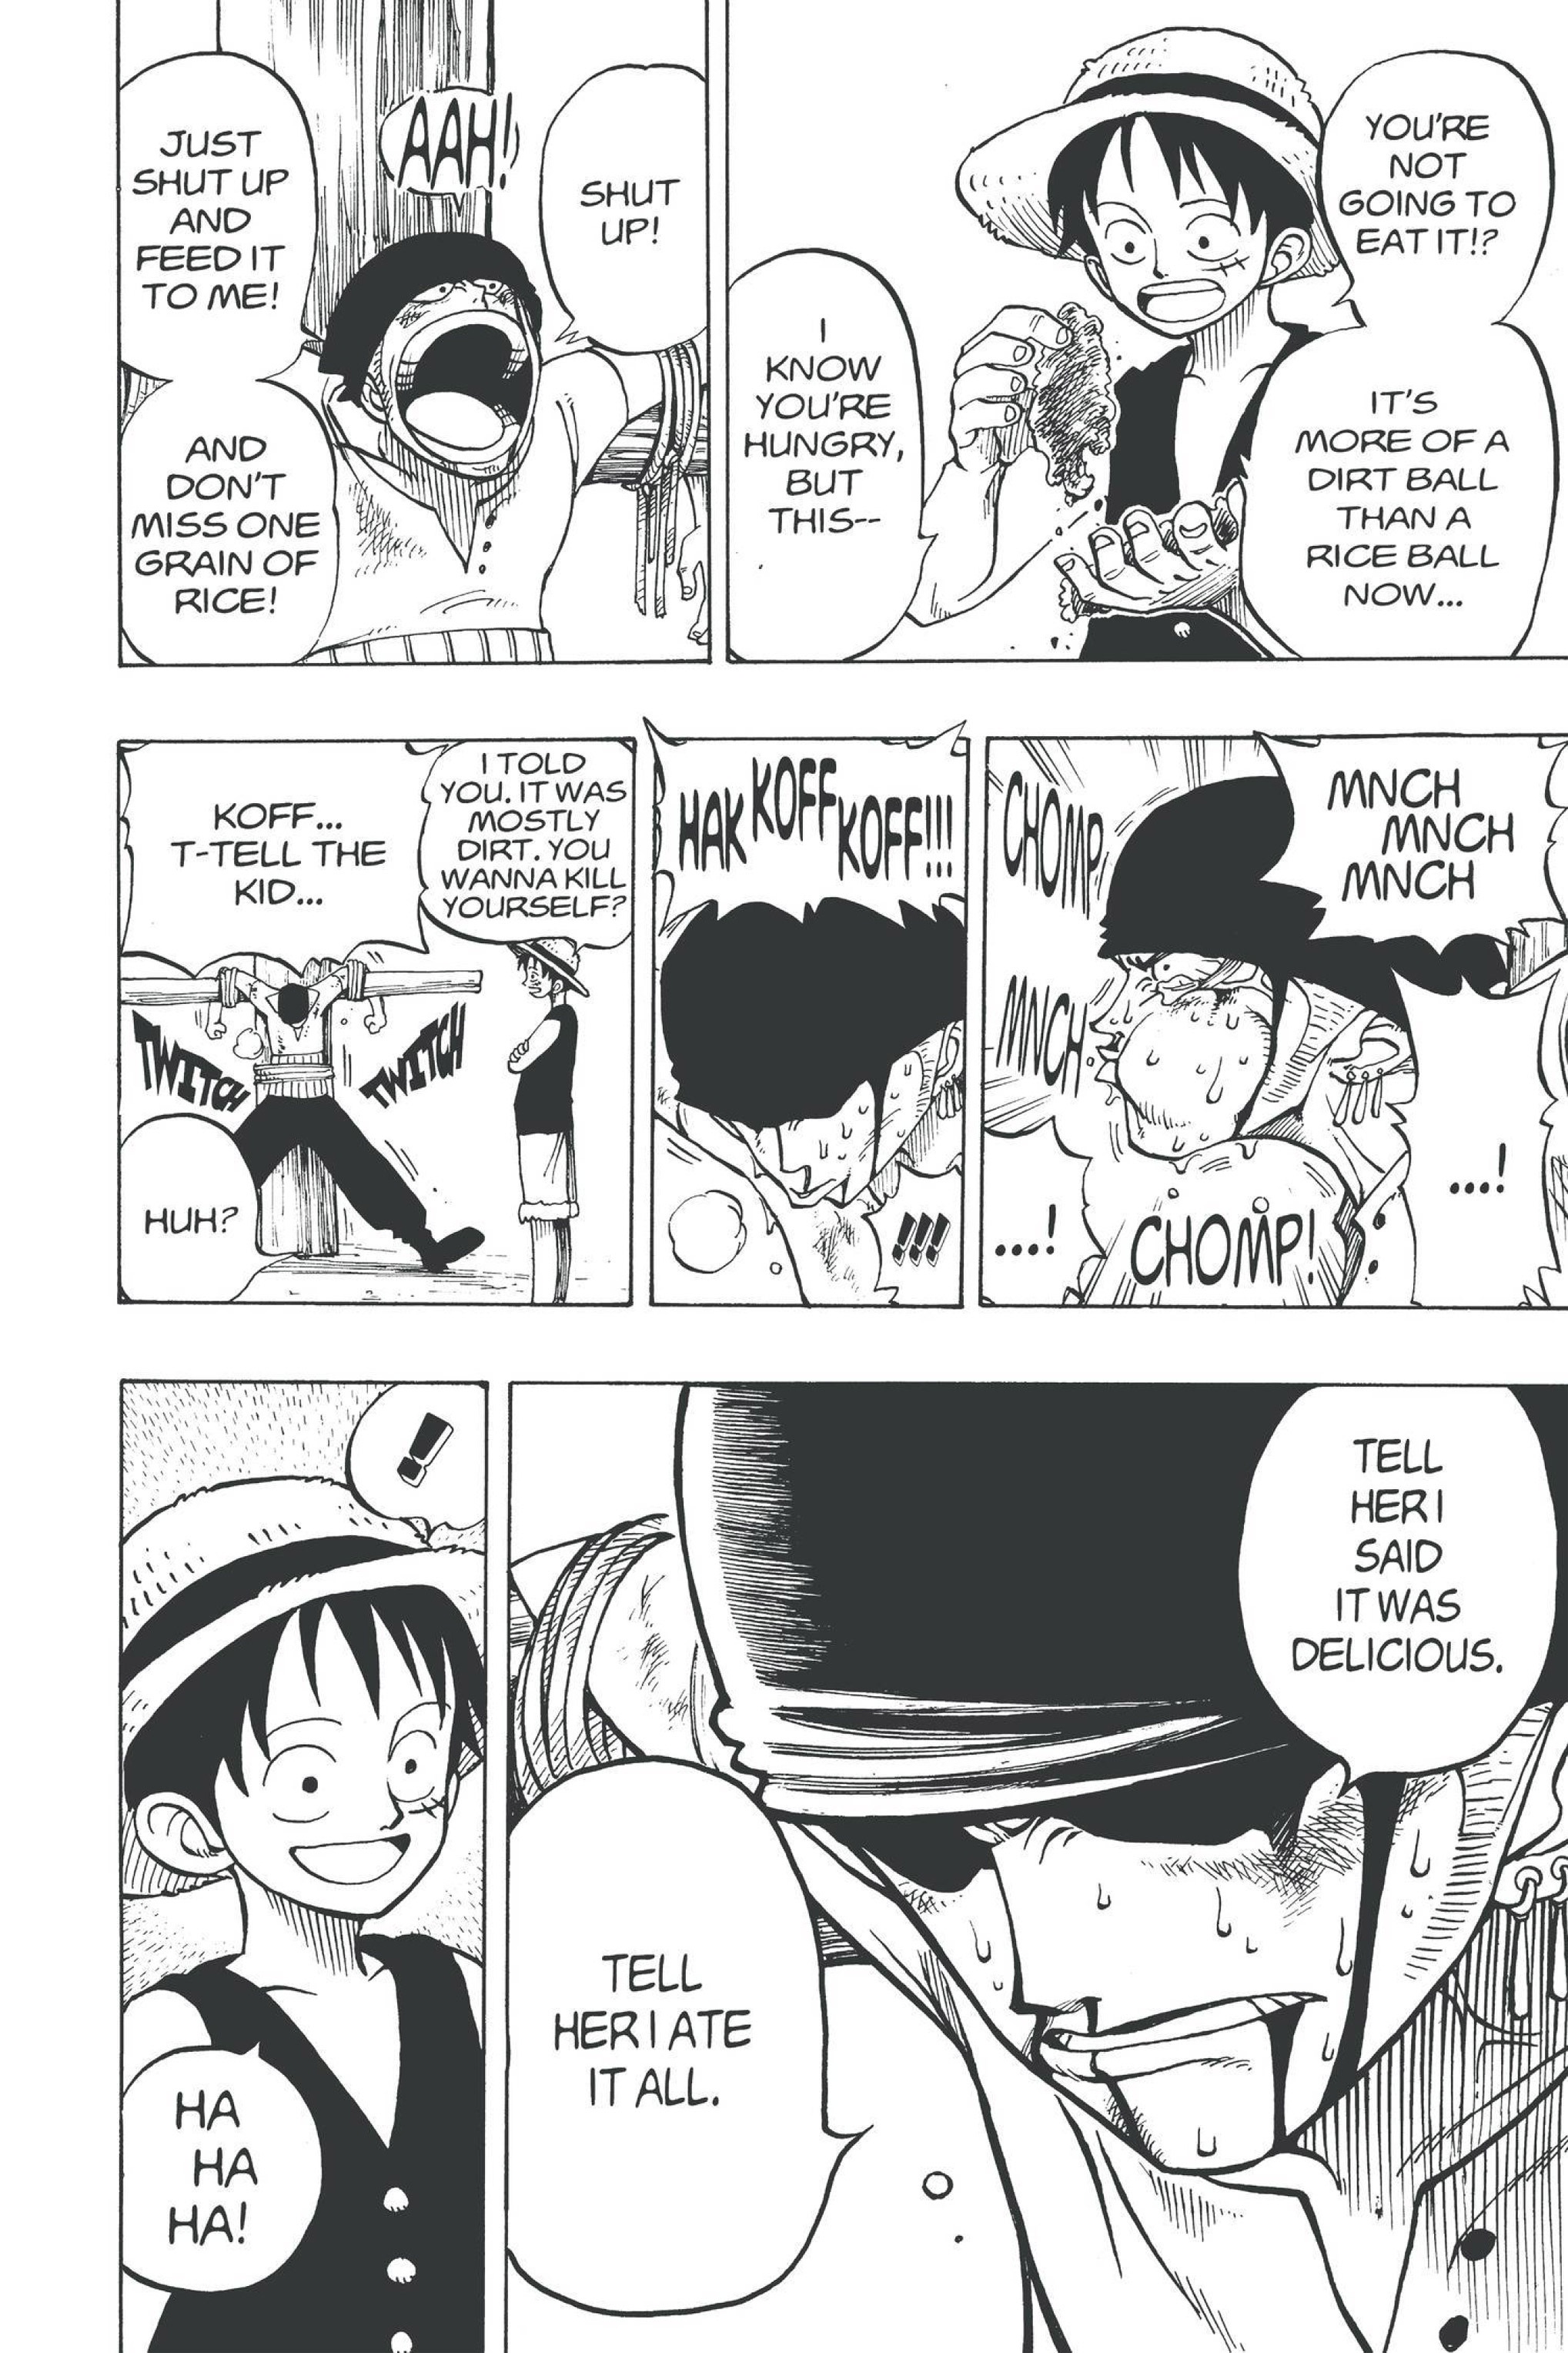 YOU'RE
NOT
GOING TO
EAT IT!?
IT'S
MORE OF A
DIRT BALL
THAN A
RICE BALL
NOW...
I
KNOW
YOU'RE
HUNGRY,
BUT
THIS--
SHUT
UP!
AAH!
JUST
SHUT UP
AND
FEED IT
TO ME!
AND
DON'T
MISS ONE
GRAIN OF
RICE!
MNCH
MNCH
MNCH
CHOMP
MNCH
...!
CHOMP!
...!
HAK KOFF KOFF!!!
!!!
I TOLD
YOU. IT WAS
MOSTLY
DIRT. YOU
WANNA KILL
YOURSELF?
KOFF...
T-TELL THE
KID...
TWITCH
TWITCH
HUH?
TELL
HER I
SAID
IT WAS
DELICIOUS.
TELL
HER I ATE
IT ALL.
!
HA
HA
HA!